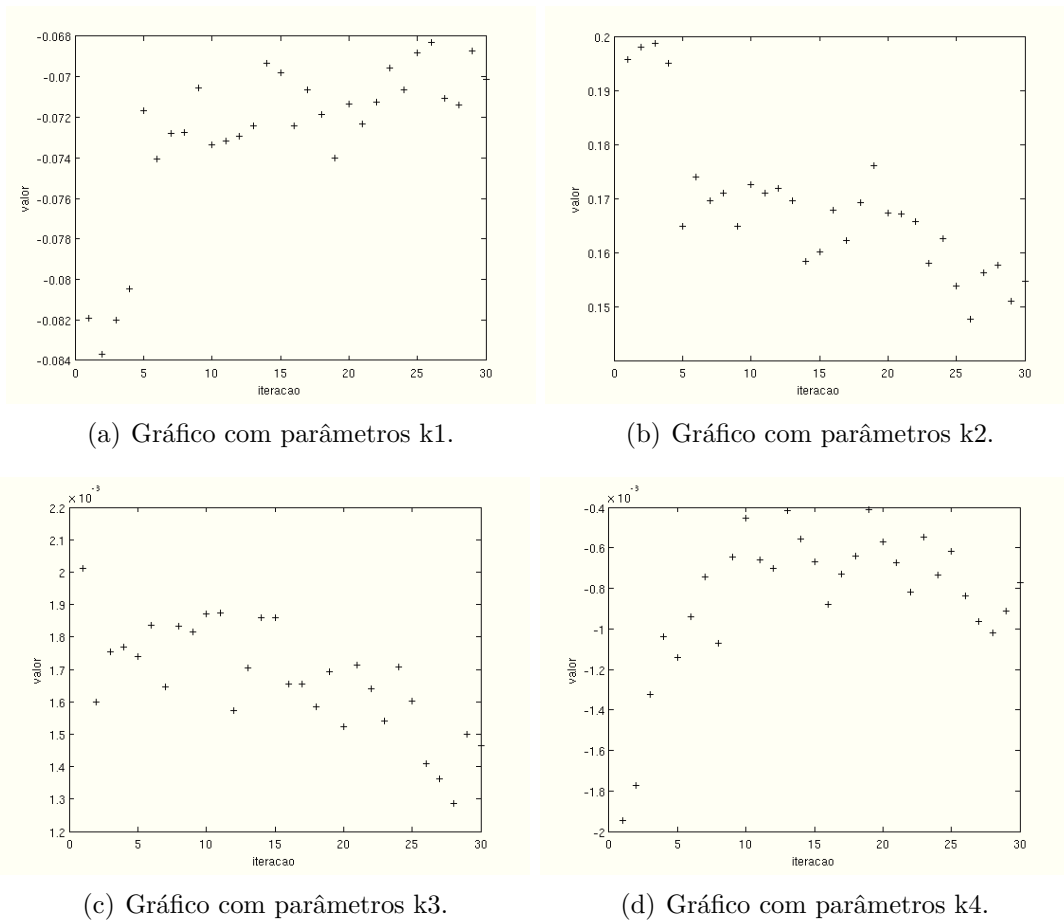 -0.068
-0.07
-0.072
-0.074
-0.076
-0.078
-0.08
-0.082
-0.084
valor
0 5 10 15 20 25 30
iteracao
(a) Gráfico com parâmetros k1.
0.2
0.19
0.18
0.17
0.16
0.15
valor
0 5 10 15 20 25 30
iteracao
(b) Gráfico com parâmetros k2.
× 10⁻³
2.2
2.1
2
1.9
1.8
1.7
1.6
1.5
1.4
1.3
1.2
valor
0 5 10 15 20 25 30
iteracao
(c) Gráfico com parâmetros k3.
× 10⁻³
-0.4
-0.6
-0.8
-1
-1.2
-1.4
-1.6
-1.8
-2
valor
0 5 10 15 20 25 30
iteracao
(d) Gráfico com parâmetros k4.